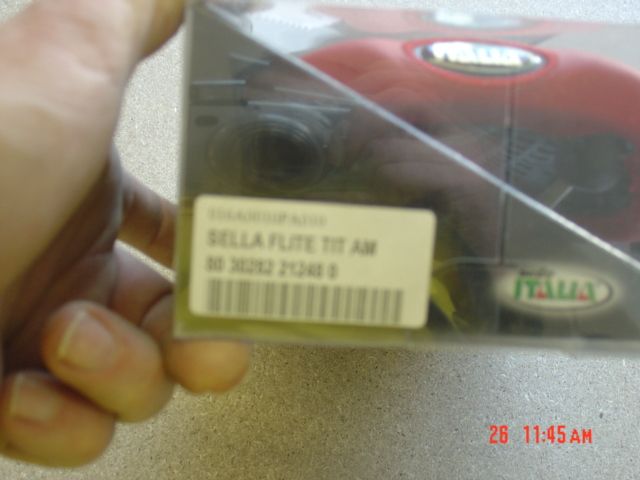 SELLA FLITE TIT AM
80 30282 21248 0
ITALIA
26 11:45 AM